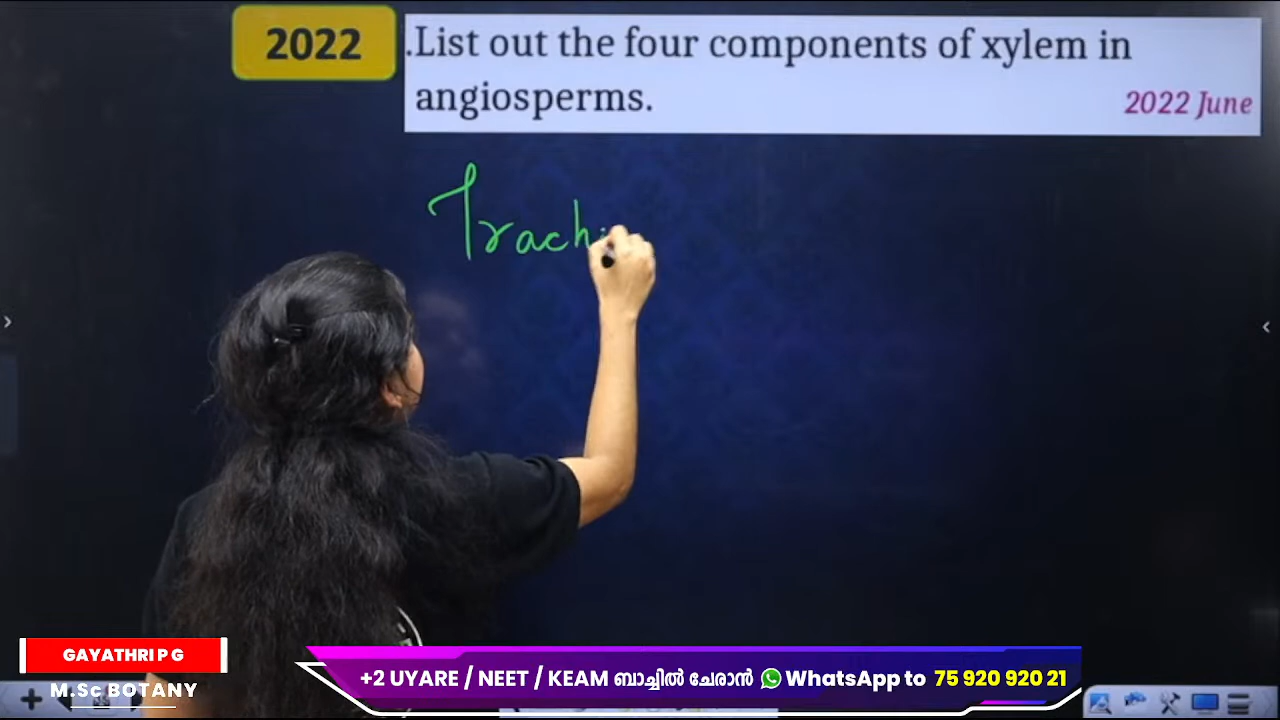 2022
.List out the four components of xylem in
angiosperms.
2022 June
Trach
GAYATHRI P G
M.Sc BOTANY
+2 UYARE / NEET / KEAM ബാച്ചിൽ ചേരാൻ WhatsApp to 75 920 920 21